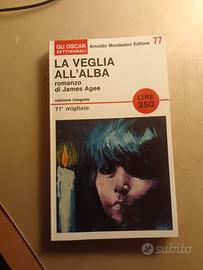 GLI OSCAR
SETTIMANALI
Arnoldo Mondadori Editore 77
LA VEGLIA
ALL'ALBA
romanzo
di James Agee
edizione integrale
71° migliaio
LIRE
350
subito